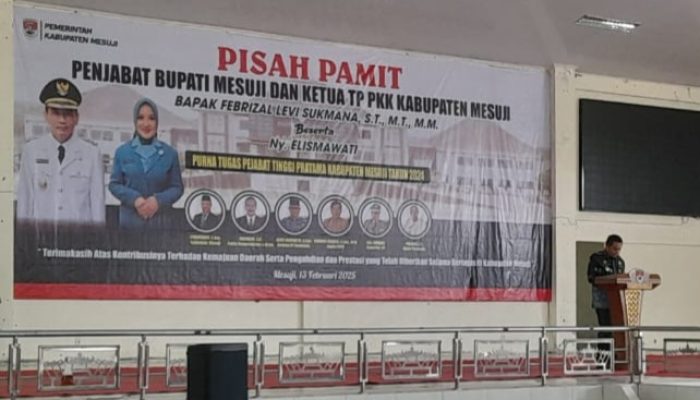 PEMERINTAH
KABUPATEN MESUJI
PISAH PAMIT
PENJABAT BUPATI MESUJI DAN KETUA TP PKK KABUPATEN MESUJI
BAPAK FEBRIZAL LEVI SUKMANA, S.T., M.T., M.M.
Beserta
Ny. ELISMAWATI
PURNA TUGAS PEJABAT TINGGI PRATAMA KABUPATEN MESUJI TAHUN 2024
"Terimakasih Atas Kontribusinya Terhadap Kemajuan Daerah Serta Pengabdian dan Prestasi yang Telah Diberikan Selama Bertugas di Kabupaten Mesuji
Mesuji, 13 Februari 2025